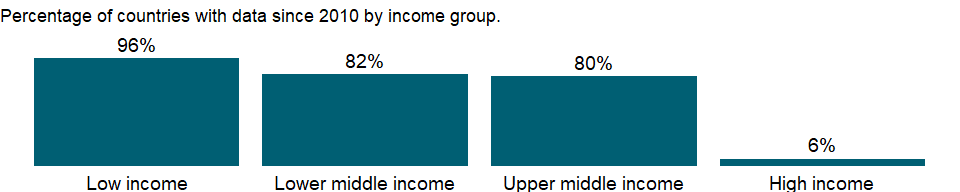 Percentage of countries with data since 2010 by income group.
96%
82%
80%
6%
Low income
Lower middle income
Upper middle income
High income